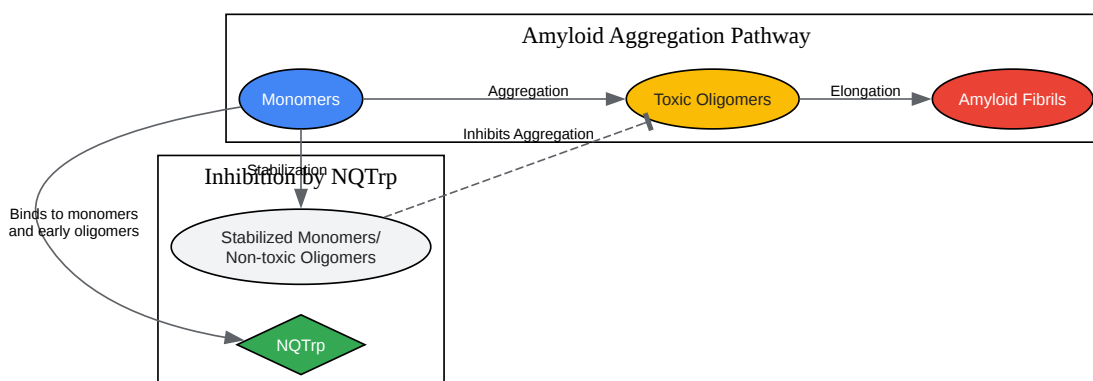 Amyloid Aggregation Pathway
Monomers
Aggregation
Toxic Oligomers
Elongation
Amyloid Fibrils
Inhibits Aggregation
Stabilization
Inhibition by NQTrp
Binds to monomers
and early oligomers
Stabilized Monomers/
Non-toxic Oligomers
NQTrp